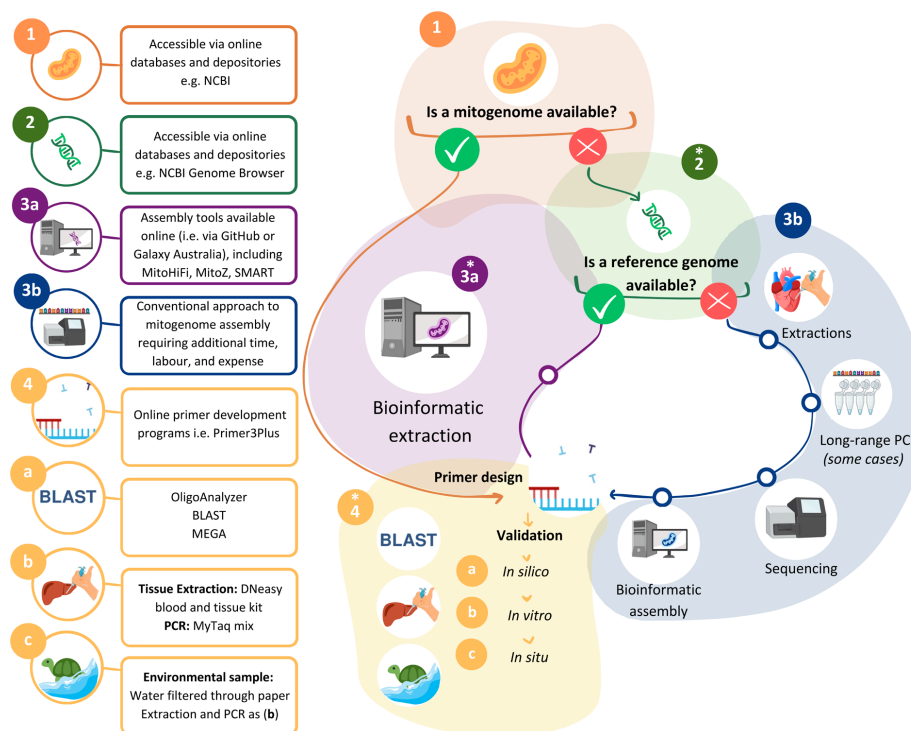 1
Accessible via online
databases and depositories
e.g. NCBI
2
Accessible via online
databases and depositories
e.g. NCBI Genome Browser
3a
Assembly tools available
online (i.e. via GitHub or
Galaxy Australia), including
MitoHiFi, MitoZ, SMART
3b
Conventional approach to
mitogenome assembly
requiring additional time,
labour, and expense
4
Online primer development
programs i.e. Primer3Plus
a
BLAST
OligoAnalyzer
BLAST
MEGA
b
Tissue Extraction: DNeasy
blood and tissue kit
PCR: MyTaq mix
c
Environmental sample:
Water filtered through paper
Extraction and PCR as (b)
1
Is a mitogenome available?
*
2
Is a reference genome
available?
*
3a
Bioinformatic
extraction
3b
Extractions
Long-range PC
(some cases)
Sequencing
Bioinformatic
assembly
Primer design
T
T
T
T
*
4
BLAST
Validation
a
In silico
b
In vitro
c
In situ